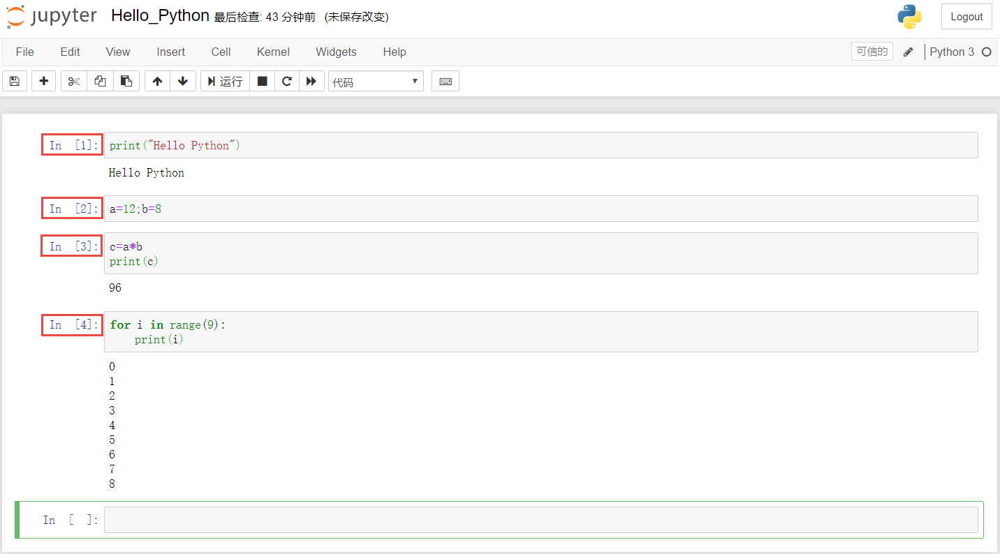 jupyter Hello_Python 最后检查: 43 分钟前 (未保存改变) Logout
File Edit View Insert Cell Kernel Widgets Help 可信的 Python 3
运行 代码
In [1]: print("Hello Python")
Hello Python
In [2]: a=12;b=8
In [3]: c=a*b
print(c)
96
In [4]: for i in range(9):
    print(i)
0
1
2
3
4
5
6
7
8
In [ ]: